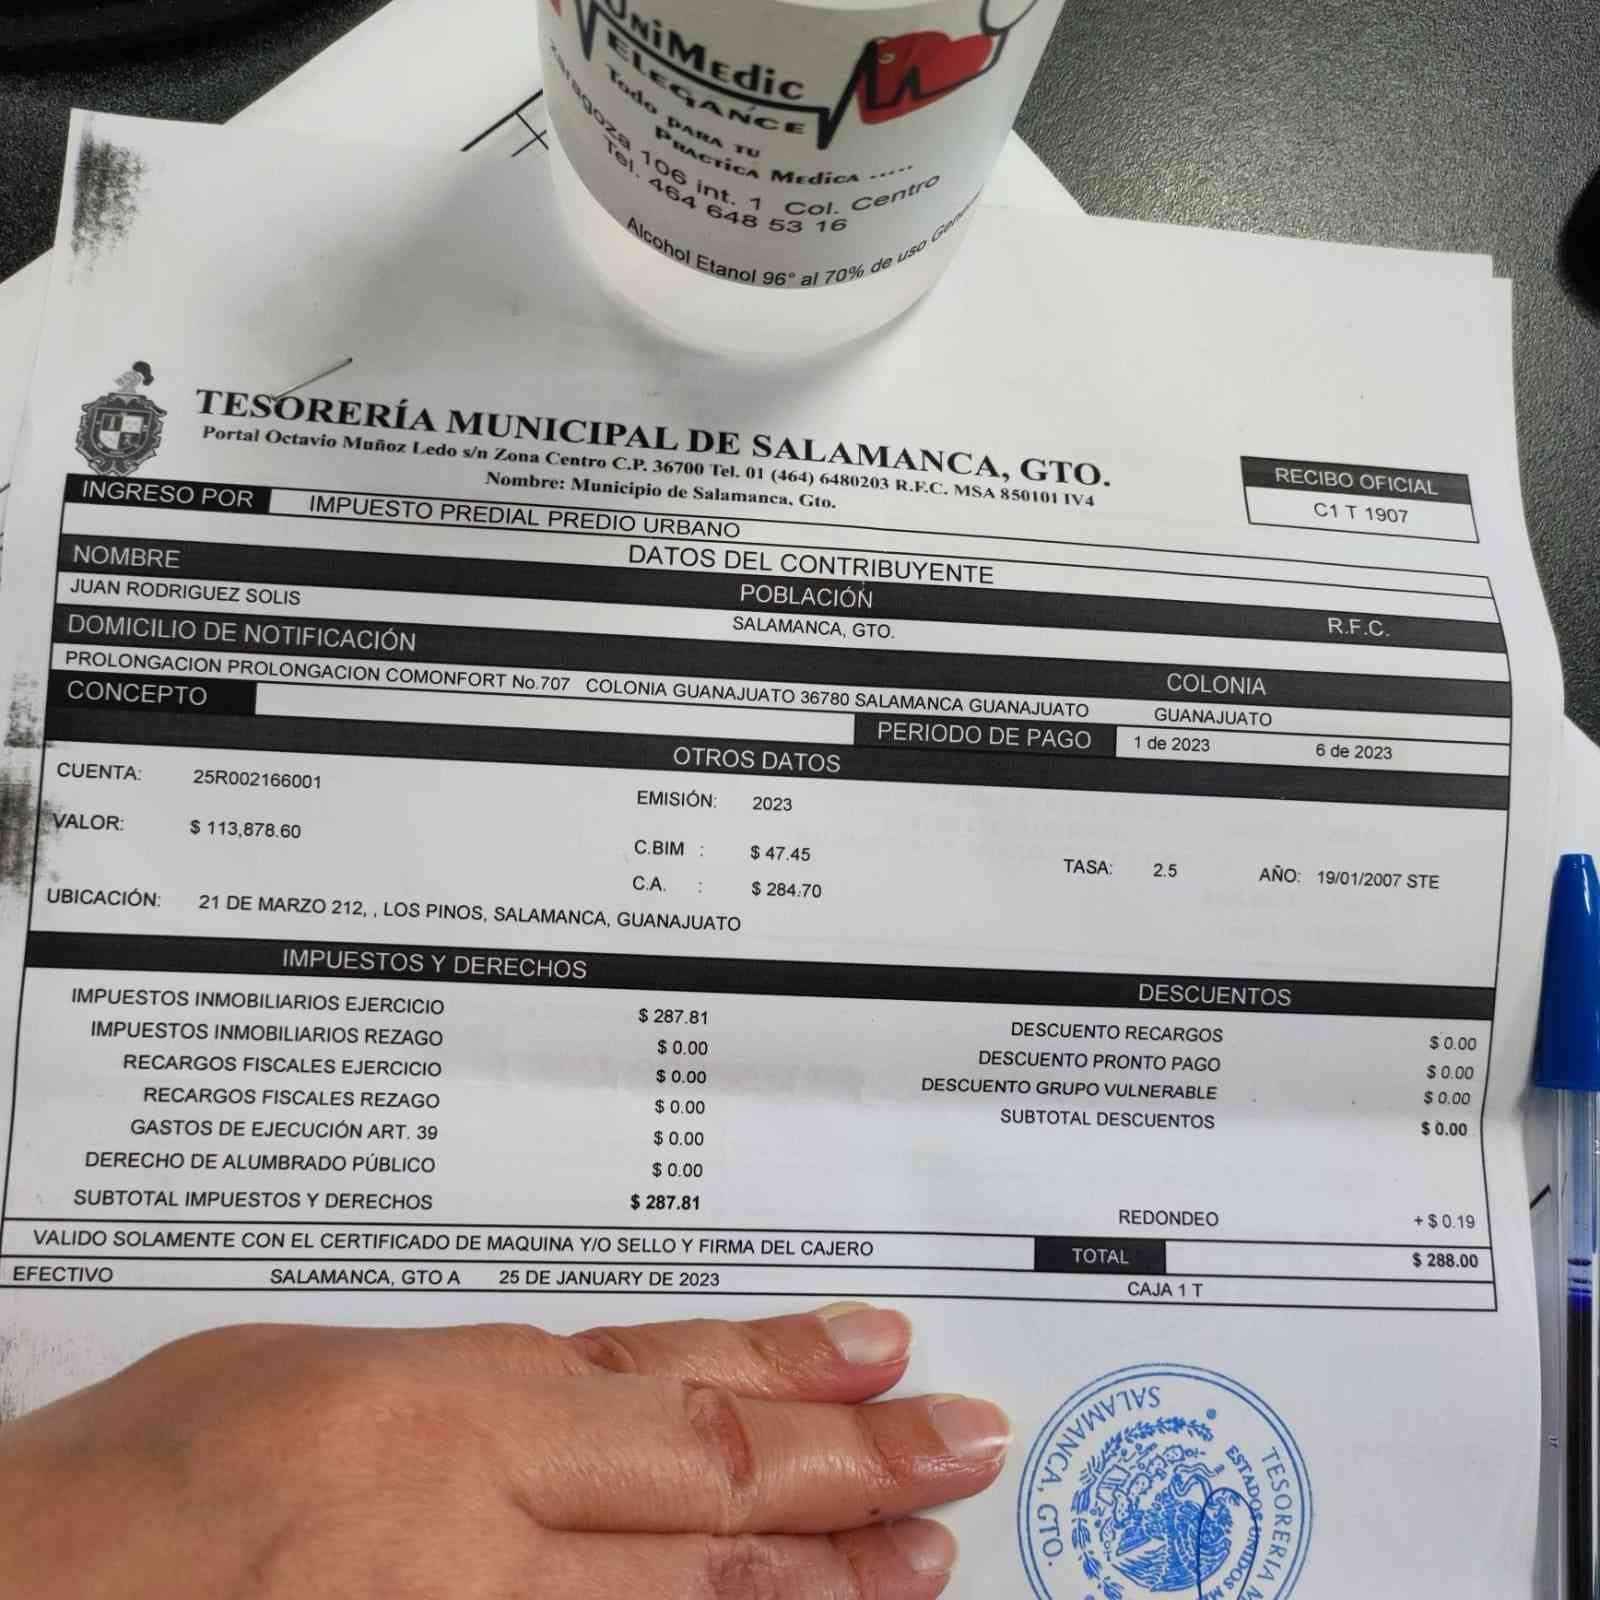 UniMedic
ELEGANCE
Todo para tu
Practica Medica .....
Zaragoza 106 int. 1 Col. Centro
Tel. 464 648 53 16
Alcohol Etanol 96° al 70% de uso
TESORERÍA MUNICIPAL DE SALAMANCA, GTO.
Portal Octavio Muñoz Ledo s/n Zona Centro C.P. 36700 Tel. 01 (464) 6480203 R.F.C. MSA 850101 IV4
Nombre: Municipio de Salamanca, Gto.
RECIBO OFICIAL
C1 T 1907
INGRESO POR IMPUESTO PREDIAL PREDIO URBANO
DATOS DEL CONTRIBUYENTE
NOMBRE POBLACIÓN R.F.C.
JUAN RODRIGUEZ SOLIS SALAMANCA, GTO.
DOMICILIO DE NOTIFICACIÓN COLONIA
PROLONGACION PROLONGACION COMONFORT No.707 COLONIA GUANAJUATO 36780 SALAMANCA GUANAJUATO GUANAJUATO
CONCEPTO PERIODO DE PAGO 1 de 2023 6 de 2023
OTROS DATOS
CUENTA: 25R002166001 EMISIÓN: 2023
VALOR: $ 113,878.60 C.BIM : $ 47.45 TASA: 2.5 AÑO: 19/01/2007 STE
C.A. : $ 284.70
UBICACIÓN: 21 DE MARZO 212, , LOS PINOS, SALAMANCA, GUANAJUATO
IMPUESTOS Y DERECHOS DESCUENTOS
IMPUESTOS INMOBILIARIOS EJERCICIO $ 287.81 DESCUENTO RECARGOS $ 0.00
IMPUESTOS INMOBILIARIOS REZAGO $ 0.00 DESCUENTO PRONTO PAGO $ 0.00
RECARGOS FISCALES EJERCICIO $ 0.00 DESCUENTO GRUPO VULNERABLE $ 0.00
RECARGOS FISCALES REZAGO $ 0.00 SUBTOTAL DESCUENTOS $ 0.00
GASTOS DE EJECUCIÓN ART. 39 $ 0.00
DERECHO DE ALUMBRADO PÚBLICO $ 0.00
SUBTOTAL IMPUESTOS Y DERECHOS $ 287.81 REDONDEO + $ 0.19
VALIDO SOLAMENTE CON EL CERTIFICADO DE MAQUINA Y/O SELLO Y FIRMA DEL CAJERO TOTAL $ 288.00
EFECTIVO SALAMANCA, GTO A 25 DE JANUARY DE 2023 CAJA 1 T
SALAMANCA, GTO.
TESORERIA
ESTADOS UNIDOS